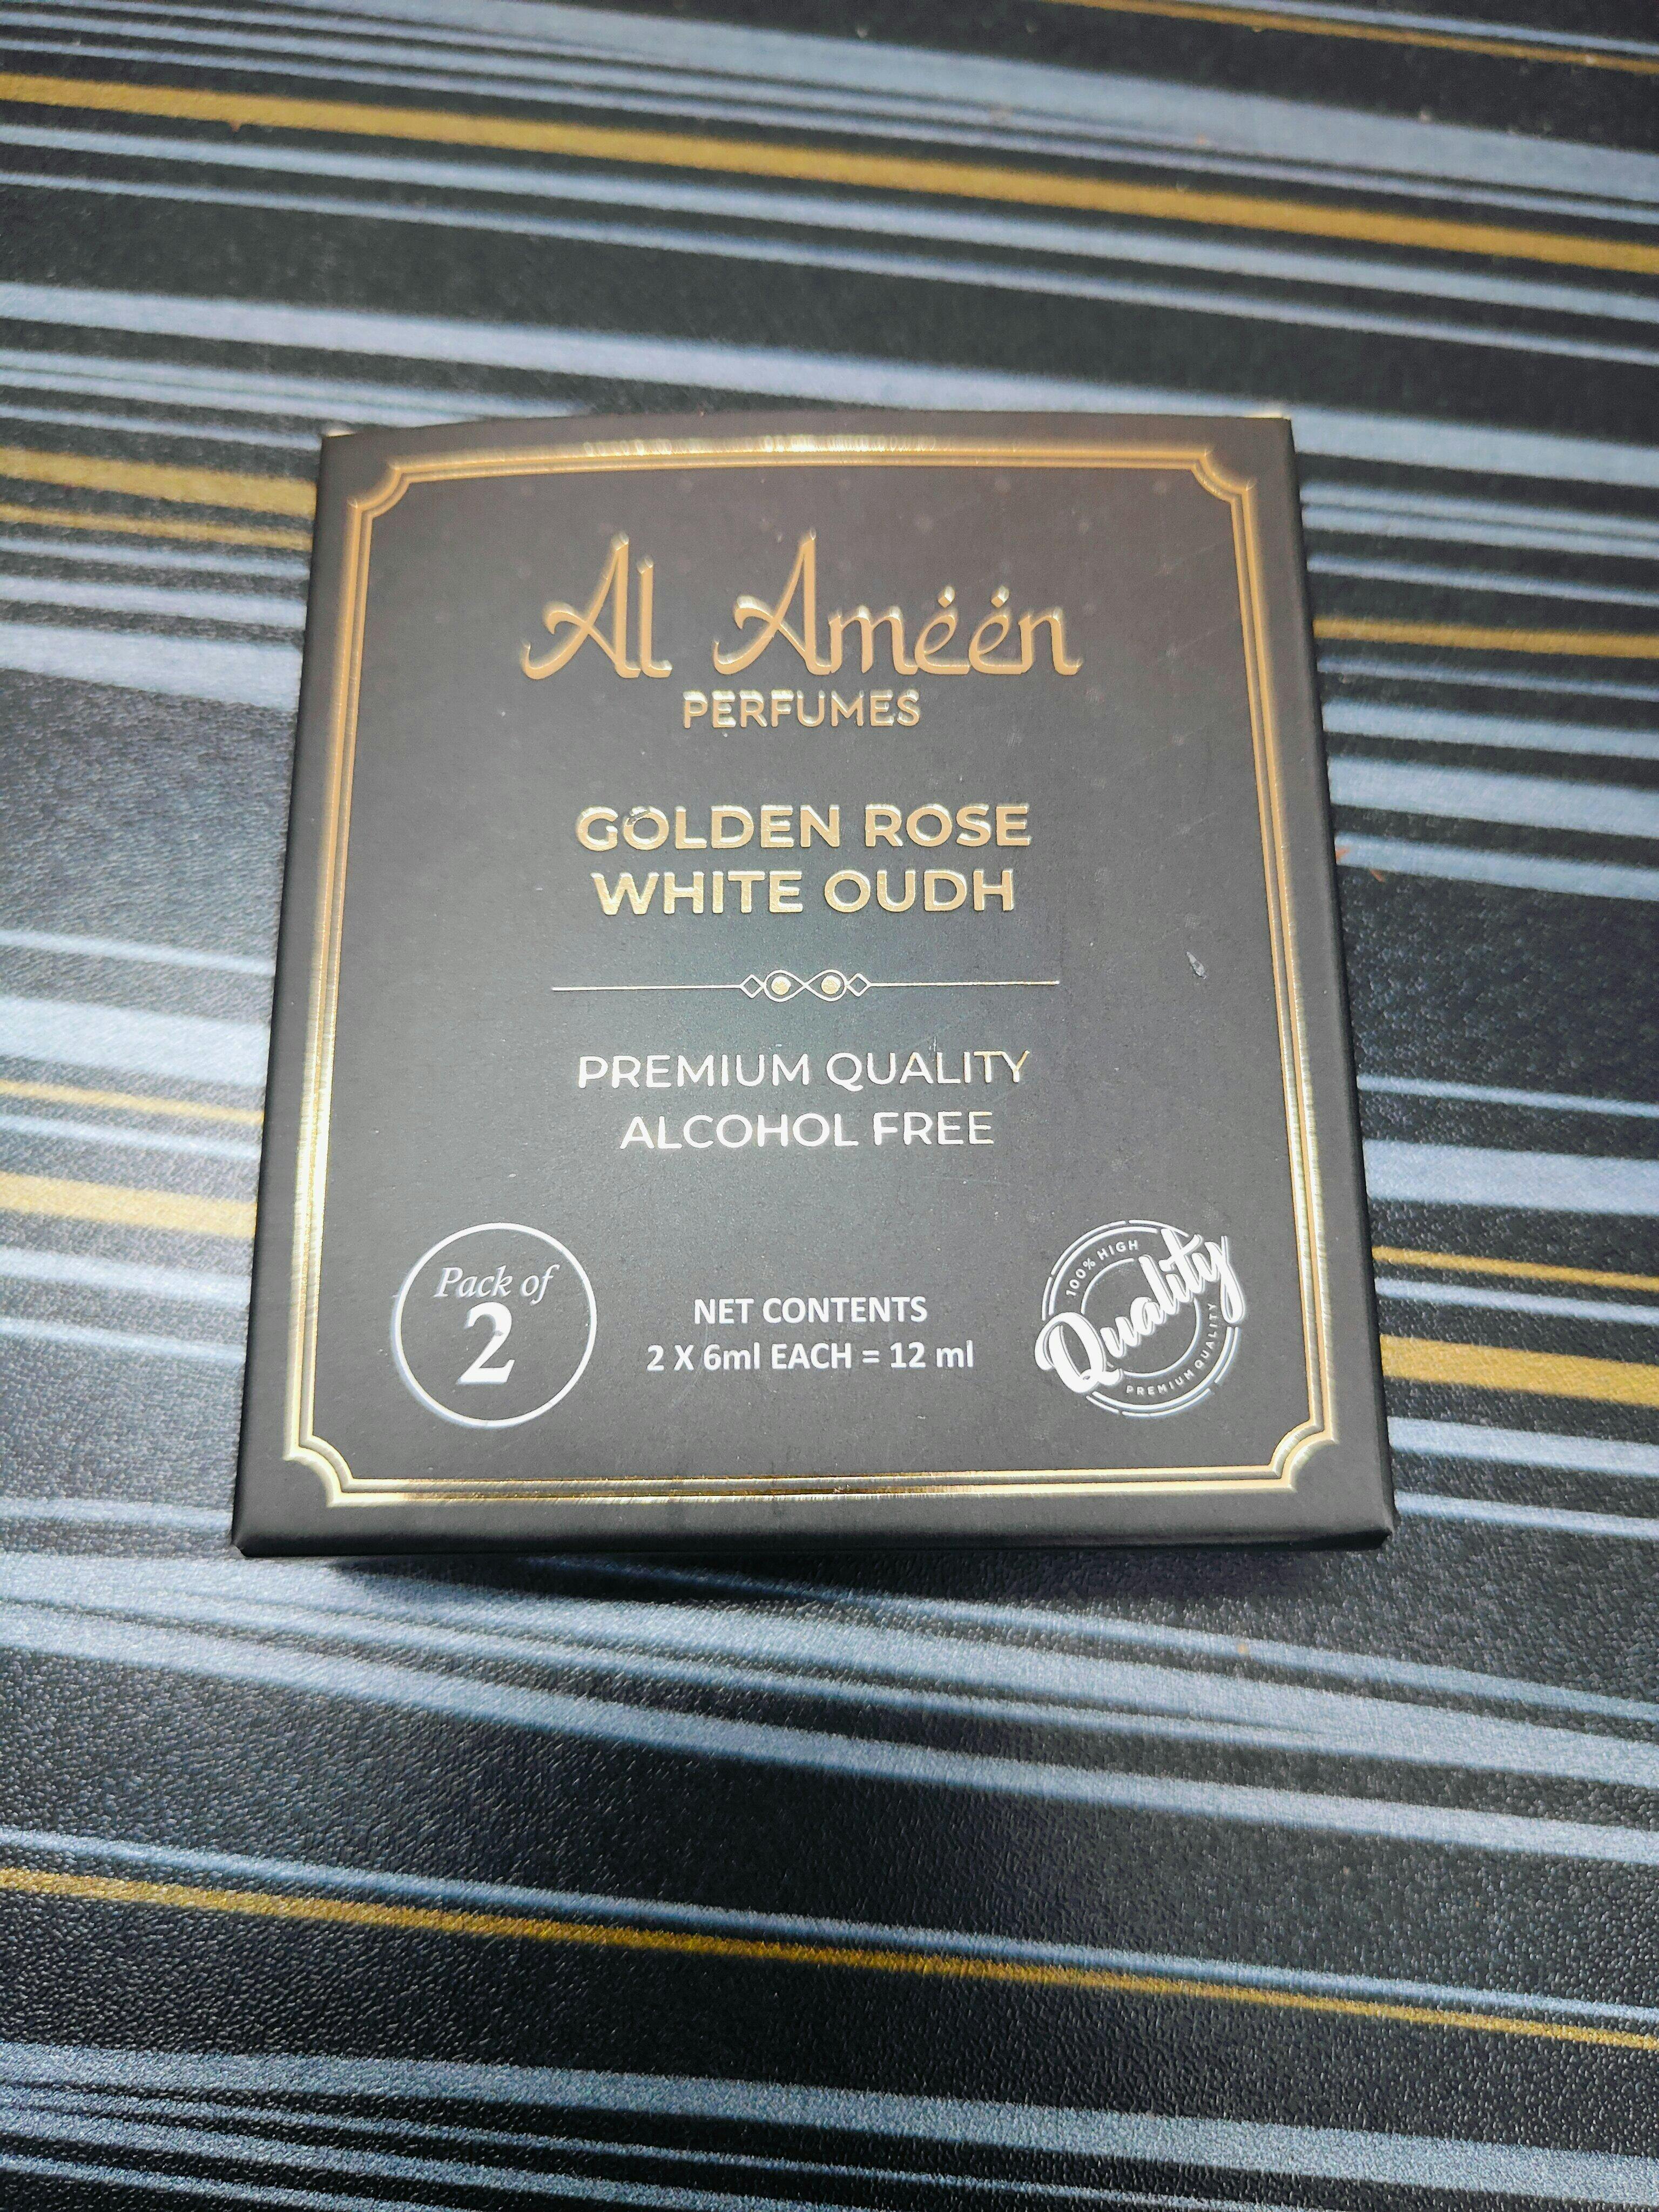 Al Améén
PERFUMES
GOLDEN ROSE
WHITE OUDH
PREMIUM QUALITY
ALCOHOL FREE
Pack of
2
NET CONTENTS
2 X 6ml EACH = 12 ml
100% HIGH
Quality
PREMIUM QUALITY